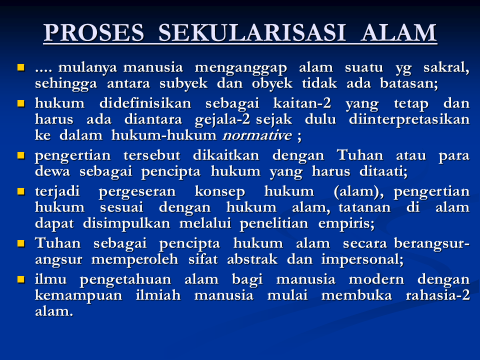 PROSES SEKULARISASI ALAM
.... mulanya manusia menganggap alam suatu yg sakral,
sehingga antara subyek dan obyek tidak ada batasan;
hukum didefinisikan sebagai kaitan-2 yang tetap dan
harus ada diantara gejala-2 sejak dulu diinterpretasikan
ke dalam hukum-hukum normative ;
pengertian tersebut dikaitkan dengan Tuhan atau para
dewa sebagai pencipta hukum yang harus ditaati;
terjadi pergeseran konsep hukum (alam), pengertian
hukum sesuai dengan hukum alam, tatanan di alam
dapat disimpulkan melalui penelitian empiris;
Tuhan sebagai pencipta hukum alam secara berangsur-
angsur memperoleh sifat abstrak dan impersonal;
ilmu pengetahuan alam bagi manusia modern dengan
kemampuan ilmiah manusia mulai membuka rahasia-2
alam.